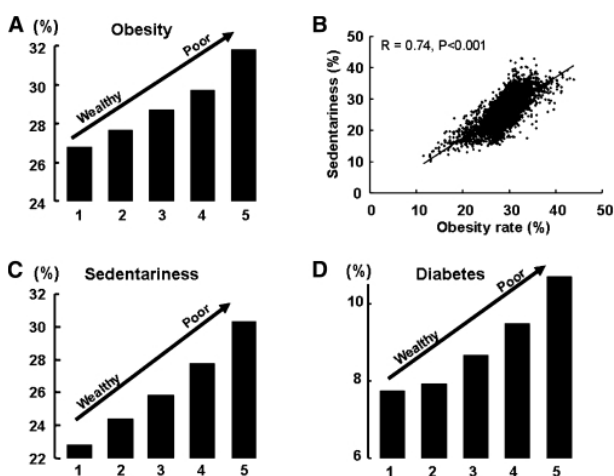 A
(%)
Obesity
32
30
28
26
24
Wealthy
Poor
1 2 3 4 5
B
R = 0.74, P<0.001
Sedentariness (%)
50
40
30
20
10
0
0 10 20 30 40 50
Obesity rate (%)
C
(%)
Sedentariness
32
30
28
26
24
22
Wealthy
Poor
1 2 3 4 5
D
(%)
Diabetes
10
8
6
Wealthy
Poor
1 2 3 4 5